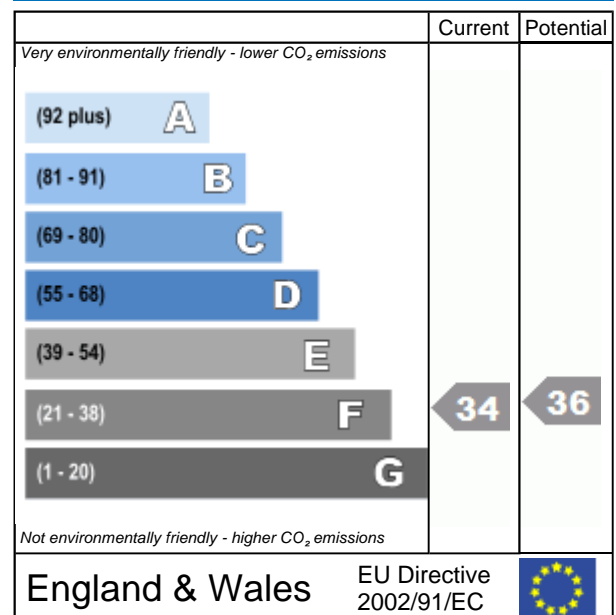 Current Potential
Very environmentally friendly - lower CO₂ emissions
(92 plus) A
(81 - 91) B
(69 - 80) C
(55 - 68) D
(39 - 54) E
(21 - 38) F 34 36
(1 - 20) G
Not environmentally friendly - higher CO₂ emissions
England & Wales EU Directive
2002/91/EC